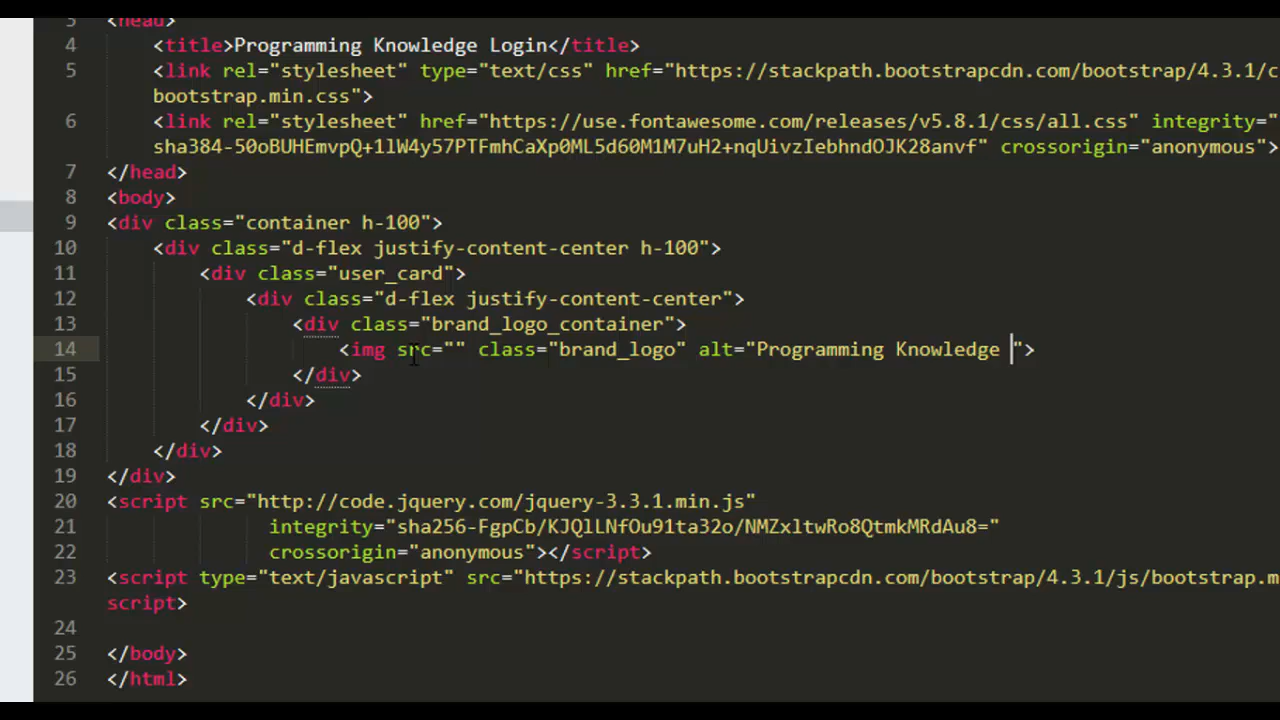 3 <head>
4 <title>Programming Knowledge Login</title>
5 <link rel="stylesheet" type="text/css" href="https://stackpath.bootstrapcdn.com/bootstrap/4.3.1/c
bootstrap.min.css">
6 <link rel="stylesheet" href="https://use.fontawesome.com/releases/v5.8.1/css/all.css" integrity="
sha384-50oBUHEmvpQ+1lW4y57PTFmhCaXp0ML5d60M1M7uH2+nqUivzIebhndOJK28anvf" crossorigin="anonymous">
7 </head>
8 <body>
9 <div class="container h-100">
10 <div class="d-flex justify-content-center h-100">
11 <div class="user_card">
12 <div class="d-flex justify-content-center">
13 <div class="brand_logo_container">
14 <img src="" class="brand_logo" alt="Programming Knowledge ">
15 </div>
16 </div>
17 </div>
18 </div>
19 </div>
20 <script src="http://code.jquery.com/jquery-3.3.1.min.js"
21 integrity="sha256-FgpCb/KJQlLNfOu91ta32o/NMZxltwRo8QtmkMRdAu8="
22 crossorigin="anonymous"></script>
23 <script type="text/javascript" src="https://stackpath.bootstrapcdn.com/bootstrap/4.3.1/js/bootstrap.m
script>
24
25 </body>
26 </html>